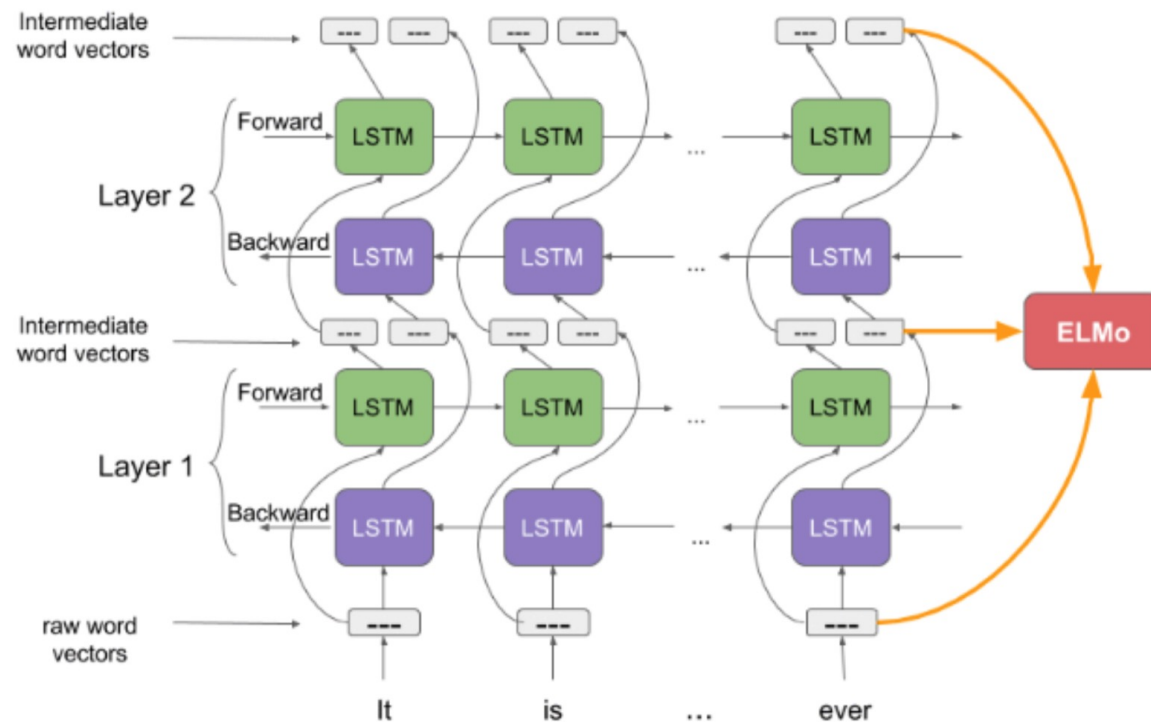 Intermediate
word vectors
--- --- --- --- --- ---
Forward
LSTM LSTM ... LSTM
Layer 2
Backward
LSTM LSTM ... LSTM
Intermediate
word vectors
--- --- --- --- --- ---
ELMo
Forward
LSTM LSTM ... LSTM
Layer 1
Backward
LSTM LSTM ... LSTM
raw word
vectors
--- --- ---
It is ... ever